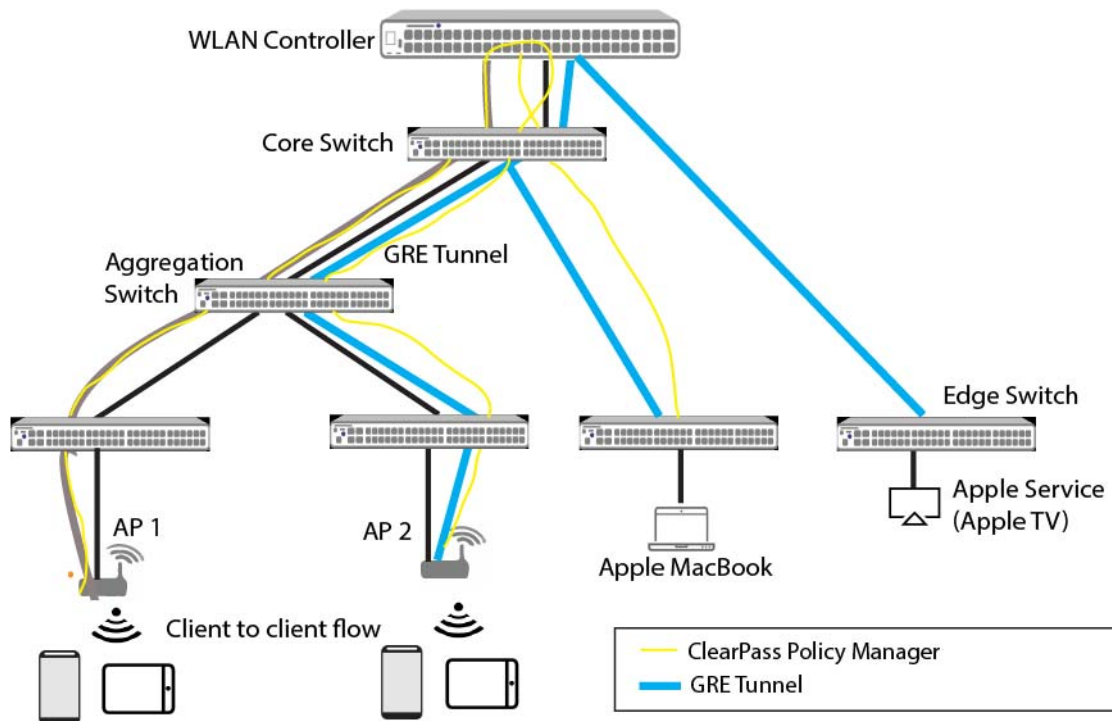 WLAN Controller
Core Switch
GRE Tunnel
Aggregation
Switch
Edge Switch
AP 1
AP 2
Apple MacBook
Apple Service
(Apple TV)
Client to client flow
ClearPass Policy Manager
GRE Tunnel